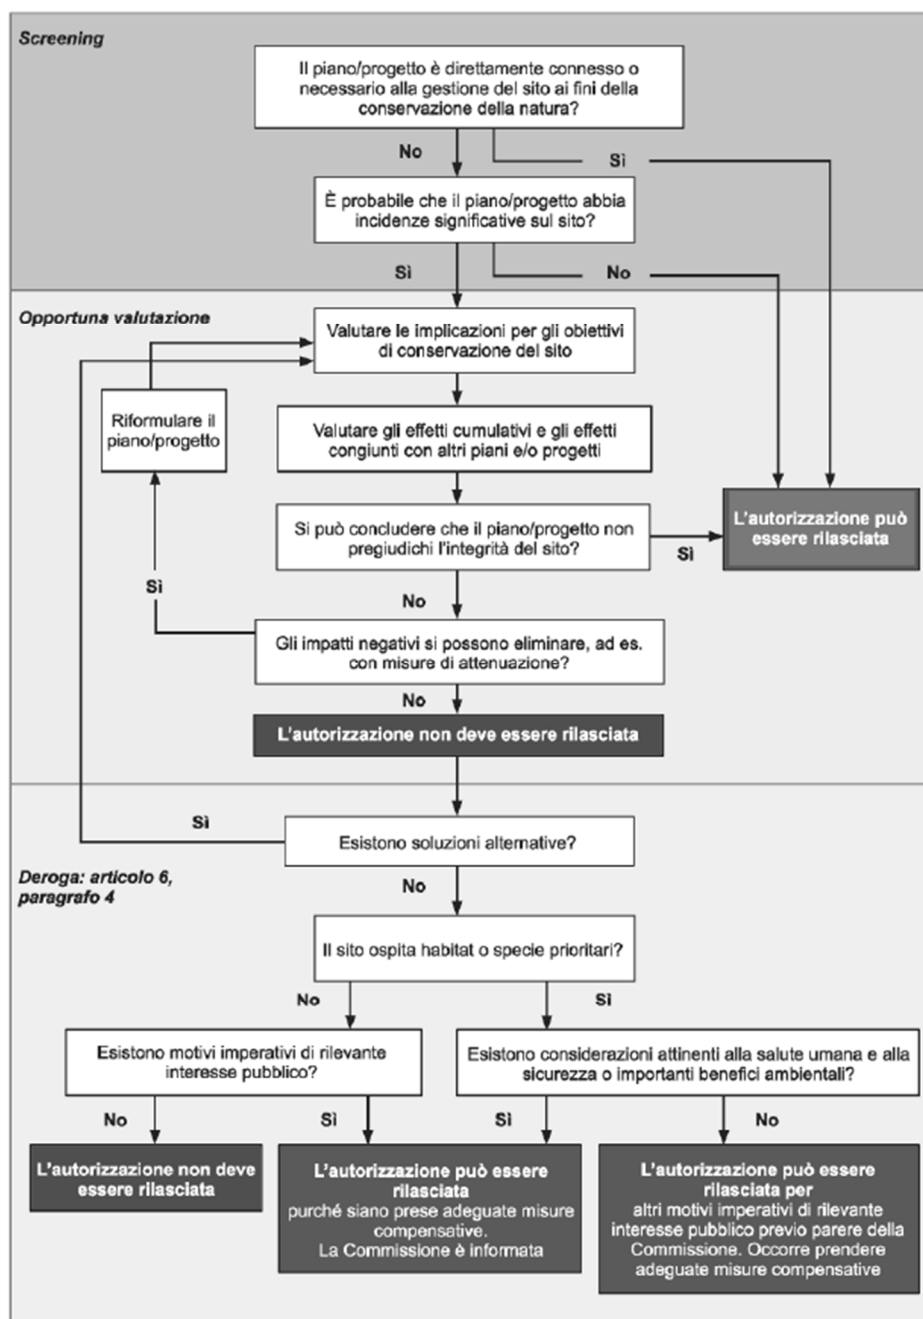 Screening
Il piano/progetto è direttamente connesso o
necessario alla gestione del sito ai fini della
conservazione della natura?
No
Sì
È probabile che il piano/progetto abbia
incidenze significative sul sito?
Sì
No
Opportuna valutazione
Valutare le implicazioni per gli obiettivi
di conservazione del sito
Riformulare il
piano/progetto
Valutare gli effetti cumulativi e gli effetti
congiunti con altri piani e/o progetti
Si può concludere che il piano/progetto non
pregiudichi l'integrità del sito?
Sì
L'autorizzazione può
essere rilasciata
Sì
No
Gli impatti negativi si possono eliminare, ad es.
con misure di attenuazione?
No
L'autorizzazione non deve essere rilasciata
Sì
Esistono soluzioni alternative?
Deroga: articolo 6,
paragrafo 4
No
Il sito ospita habitat o specie prioritari?
No
Sì
Esistono motivi imperativi di rilevante
interesse pubblico?
Esistono considerazioni attinenti alla salute umana e alla
sicurezza o importanti benefici ambientali?
No
Sì
Sì
No
L'autorizzazione non deve
essere rilasciata
L'autorizzazione può essere
rilasciata
purché siano prese adeguate misure
compensative.
La Commissione è informata
L'autorizzazione può essere
rilasciata per
altri motivi imperativi di rilevante
interesse pubblico previo parere della
Commissione. Occorre prendere
adeguate misure compensative